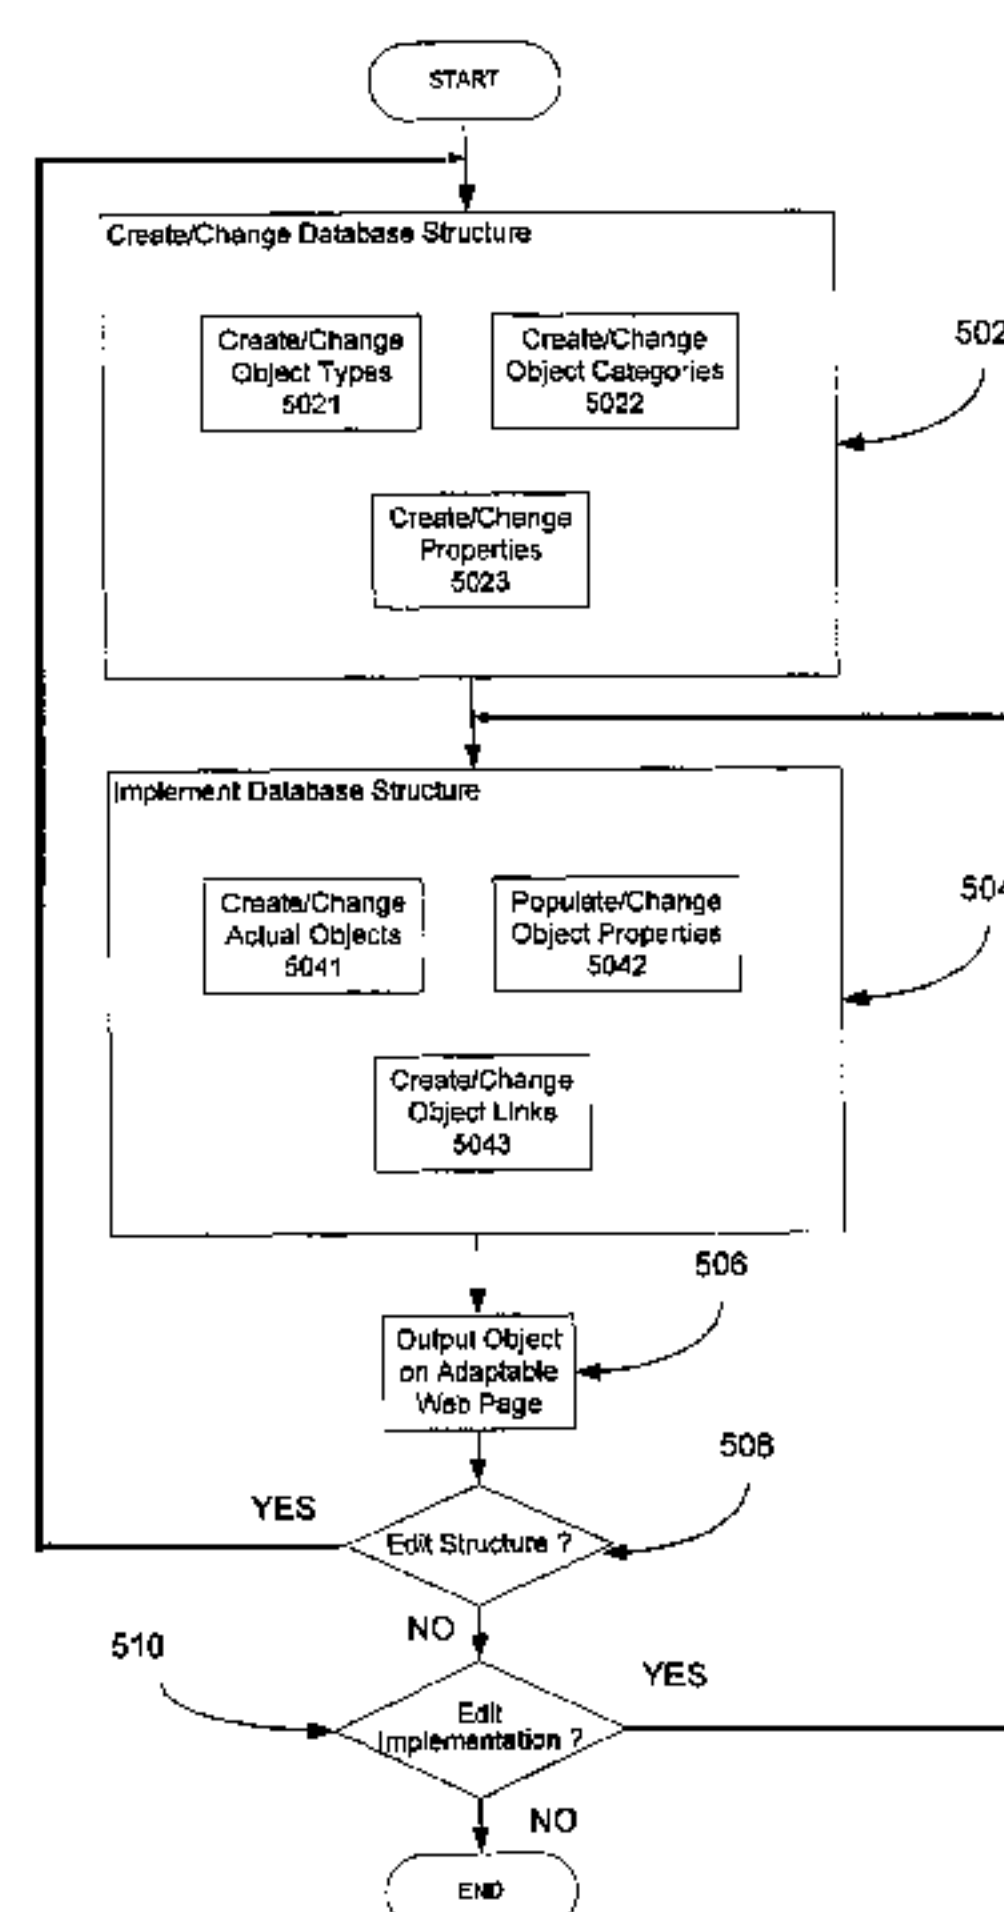 START
Create/Change Database Structure
Create/Change
Object Types
5021
Create/Change
Object Categories
5022
502
Create/Change
Properties
5023
Implement Database Structure
Create/Change
Actual Objects
5041
Populate/Change
Object Properties
5042
504
Create/Change
Object Links
5043
506
Output Object
on Adaptable
Web Page
508
YES
Edit Structure ?
NO
510
YES
Edit
Implementation ?
NO
END